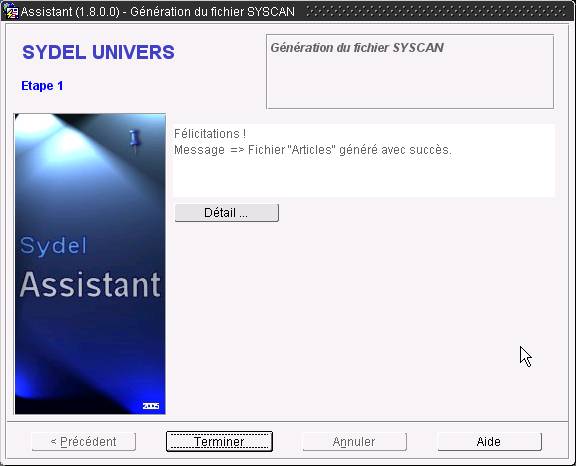 Assistant (1.8.0.0) - Génération du fichier SYSCAN
SYDEL UNIVERS
Génération du fichier SYSCAN
Etape 1
Félicitations !
Message => Fichier "Articles" généré avec succès.
Détail ...
Sydel
Assistant
2005
< Précédent
Terminer
Annuler
Aide